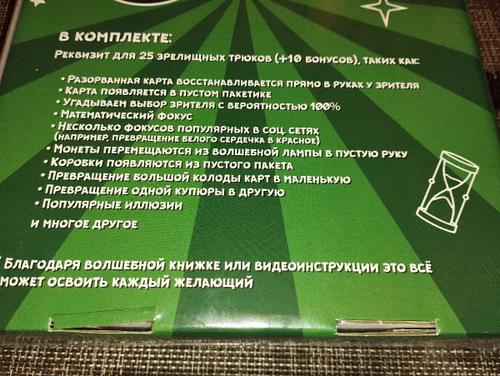 В КОМПЛЕКТЕ:
РЕКВИЗИТ ДЛЯ 25 ЗРЕЛИЩНЫХ ТРЮКОВ (+10 БОНУСОВ), ТАКИХ КАК:
• РАЗОРВАННАЯ КАРТА ВОССТАНАВЛИВАЕТСЯ ПРЯМО В РУКАХ У ЗРИТЕЛЯ
• КАРТА ПОЯВЛЯЕТСЯ В ПУСТОМ ПАКЕТИКЕ
• УГАДЫВАЕМ ВЫБОР ЗРИТЕЛЯ С ВЕРОЯТНОСТЬЮ 100%
• МАТЕМАТИЧЕСКИЙ ФОКУС
• НЕСКОЛЬКО ФОКУСОВ ПОПУЛЯРНЫХ В СОЦ. СЕТЯХ
(НАПРИМЕР, ПРЕВРАЩЕНИЕ БЕЛОГО СЕРДЕЧКА В КРАСНОЕ)
• МОНЕТЫ ПЕРЕМЕЩАЮТСЯ ИЗ ВОЛШЕБНОЙ ЛАМПЫ В ПУСТУЮ РУКУ
• КОРОБКИ ПОЯВЛЯЮТСЯ ИЗ ПУСТОГО ПАКЕТА
• ПРЕВРАЩЕНИЕ БОЛЬШОЙ КОЛОДЫ КАРТ В МАЛЕНЬКУЮ
• ПРЕВРАЩЕНИЕ ОДНОЙ КУПЮРЫ В ДРУГУЮ
• ПОПУЛЯРНЫЕ ИЛЛЮЗИИ
И МНОГОЕ ДРУГОЕ
БЛАГОДАРЯ ВОЛШЕБНОЙ КНИЖКЕ ИЛИ ВИДЕОИНСТРУКЦИИ ЭТО ВСЁ
МОЖЕТ ОСВОИТЬ КАЖДЫЙ ЖЕЛАЮЩИЙ